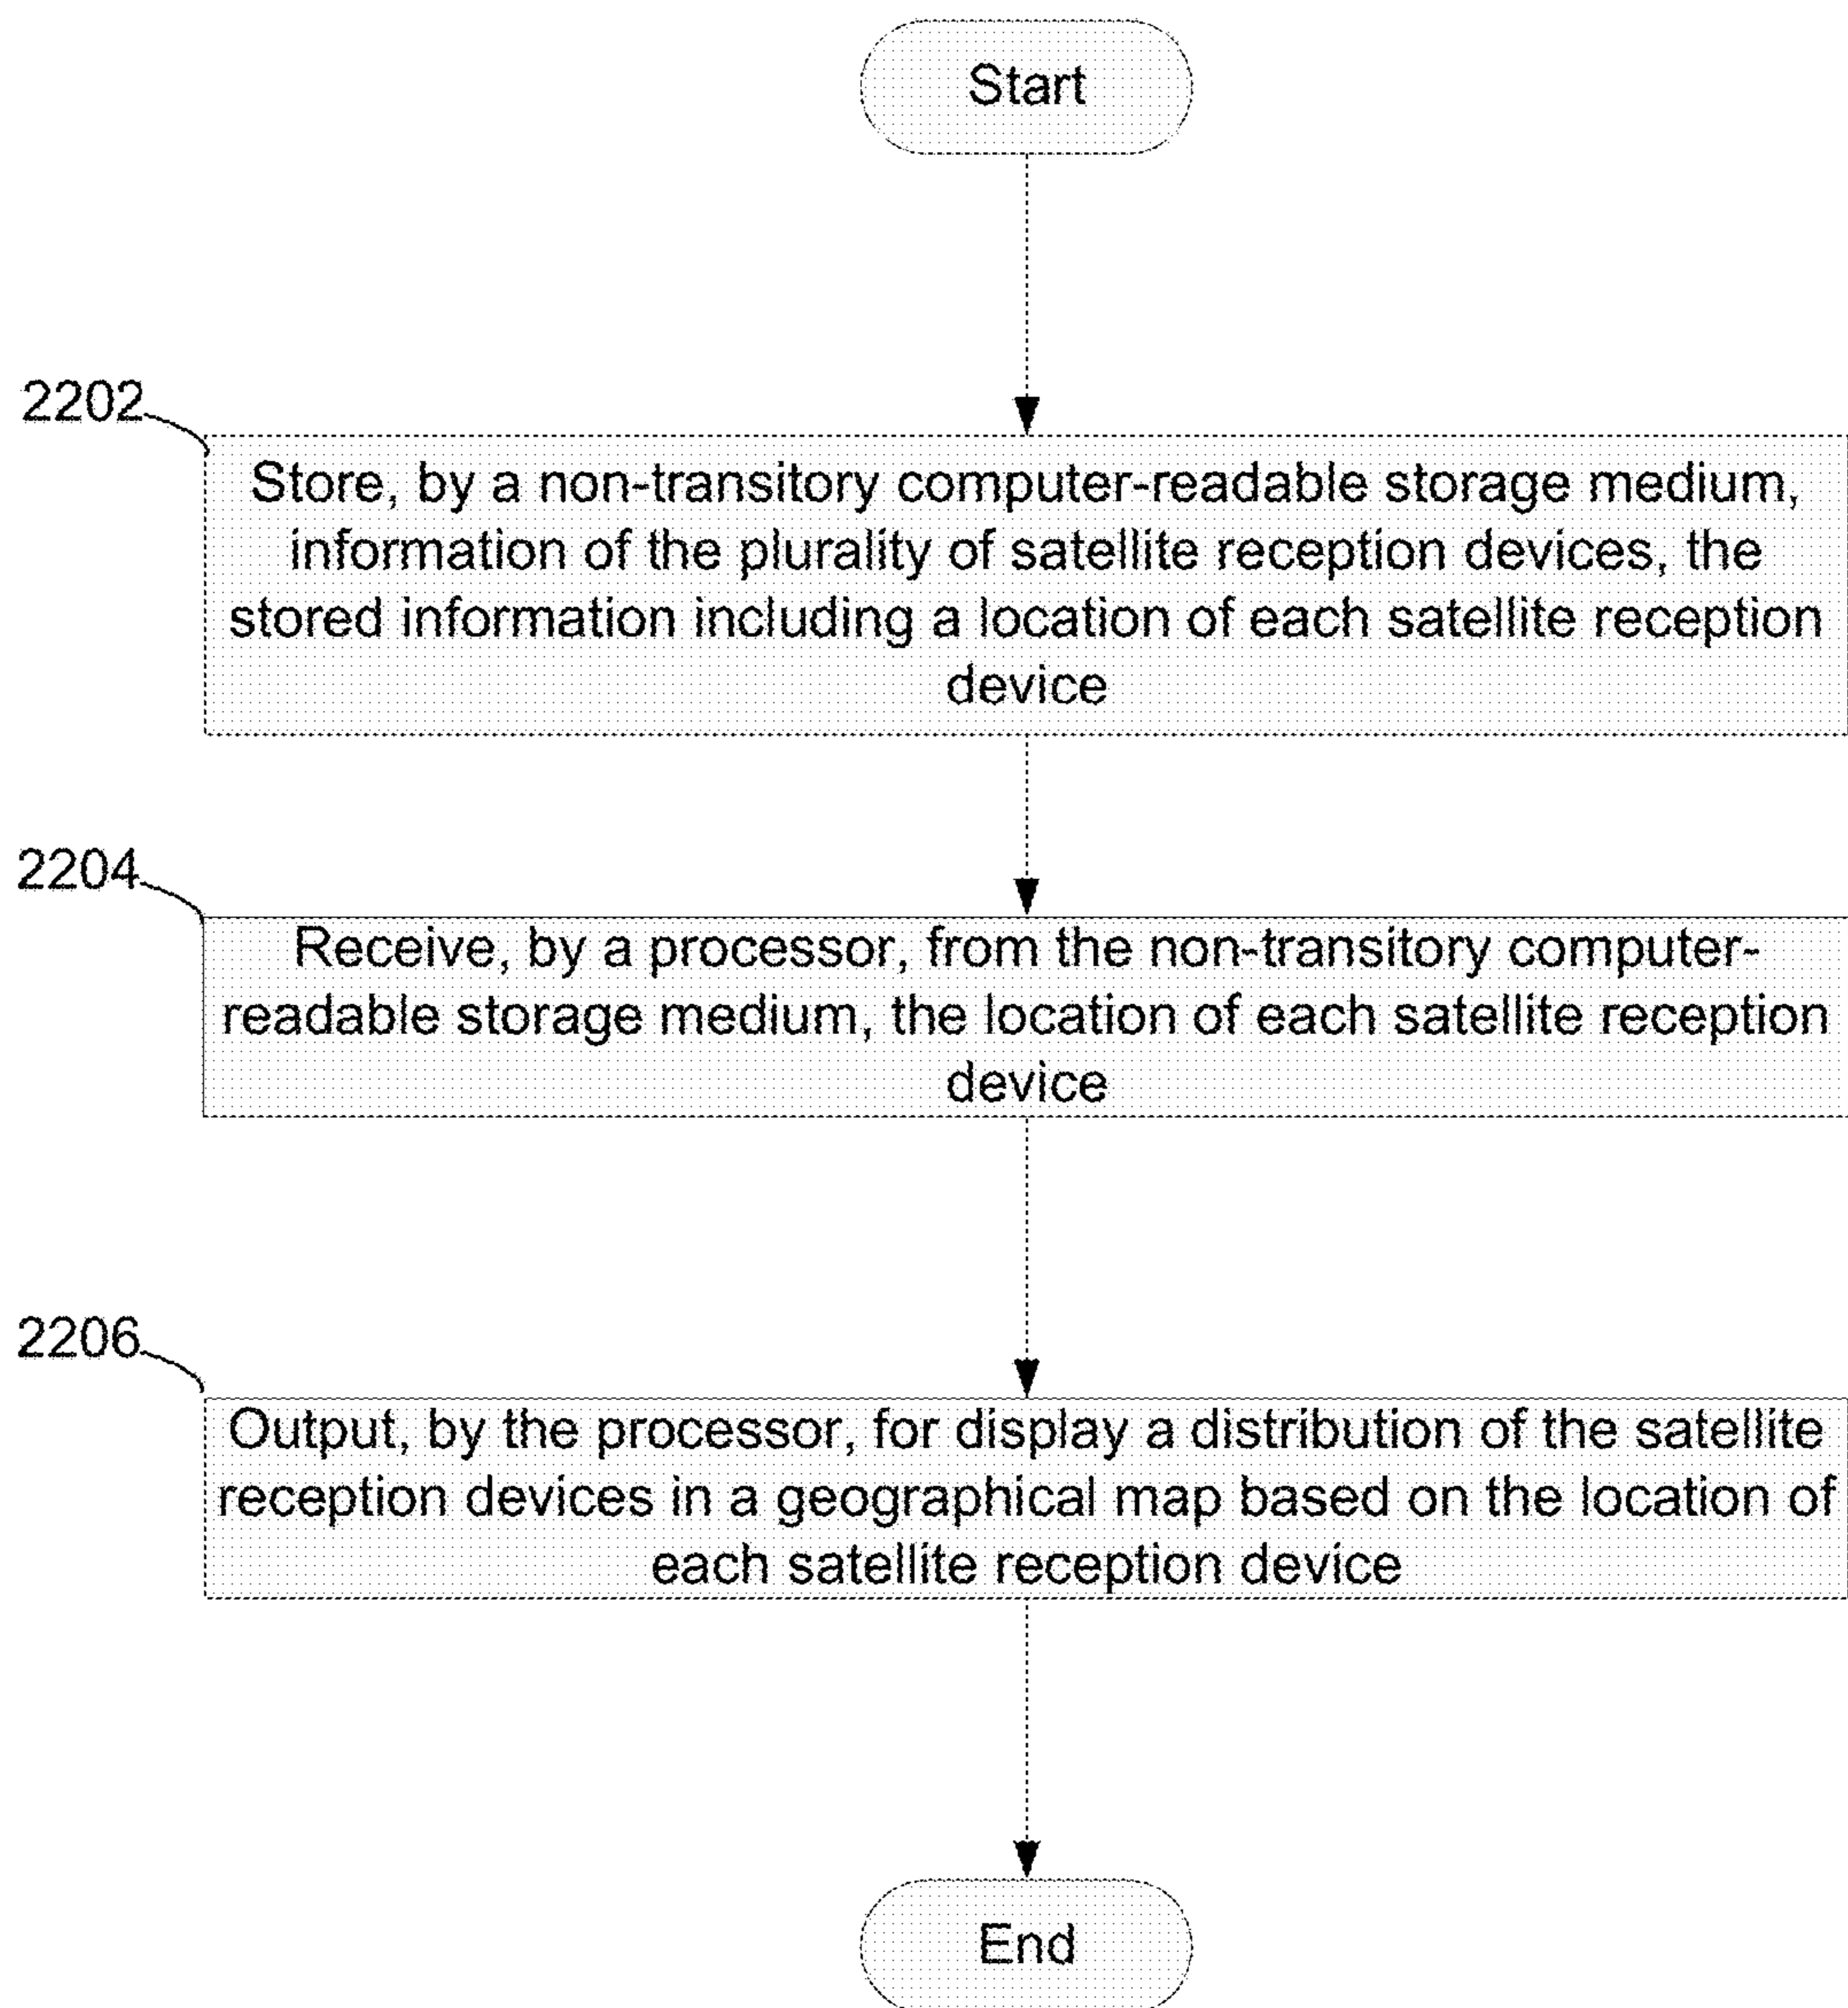 Start
2202
Store, by a non-transitory computer-readable storage medium,
information of the plurality of satellite reception devices, the
stored information including a location of each satellite reception
device
2204
Receive, by a processor, from the non-transitory computer-
readable storage medium, the location of each satellite reception
device
2206
Output, by the processor, for display a distribution of the satellite
reception devices in a geographical map based on the location of
each satellite reception device
End